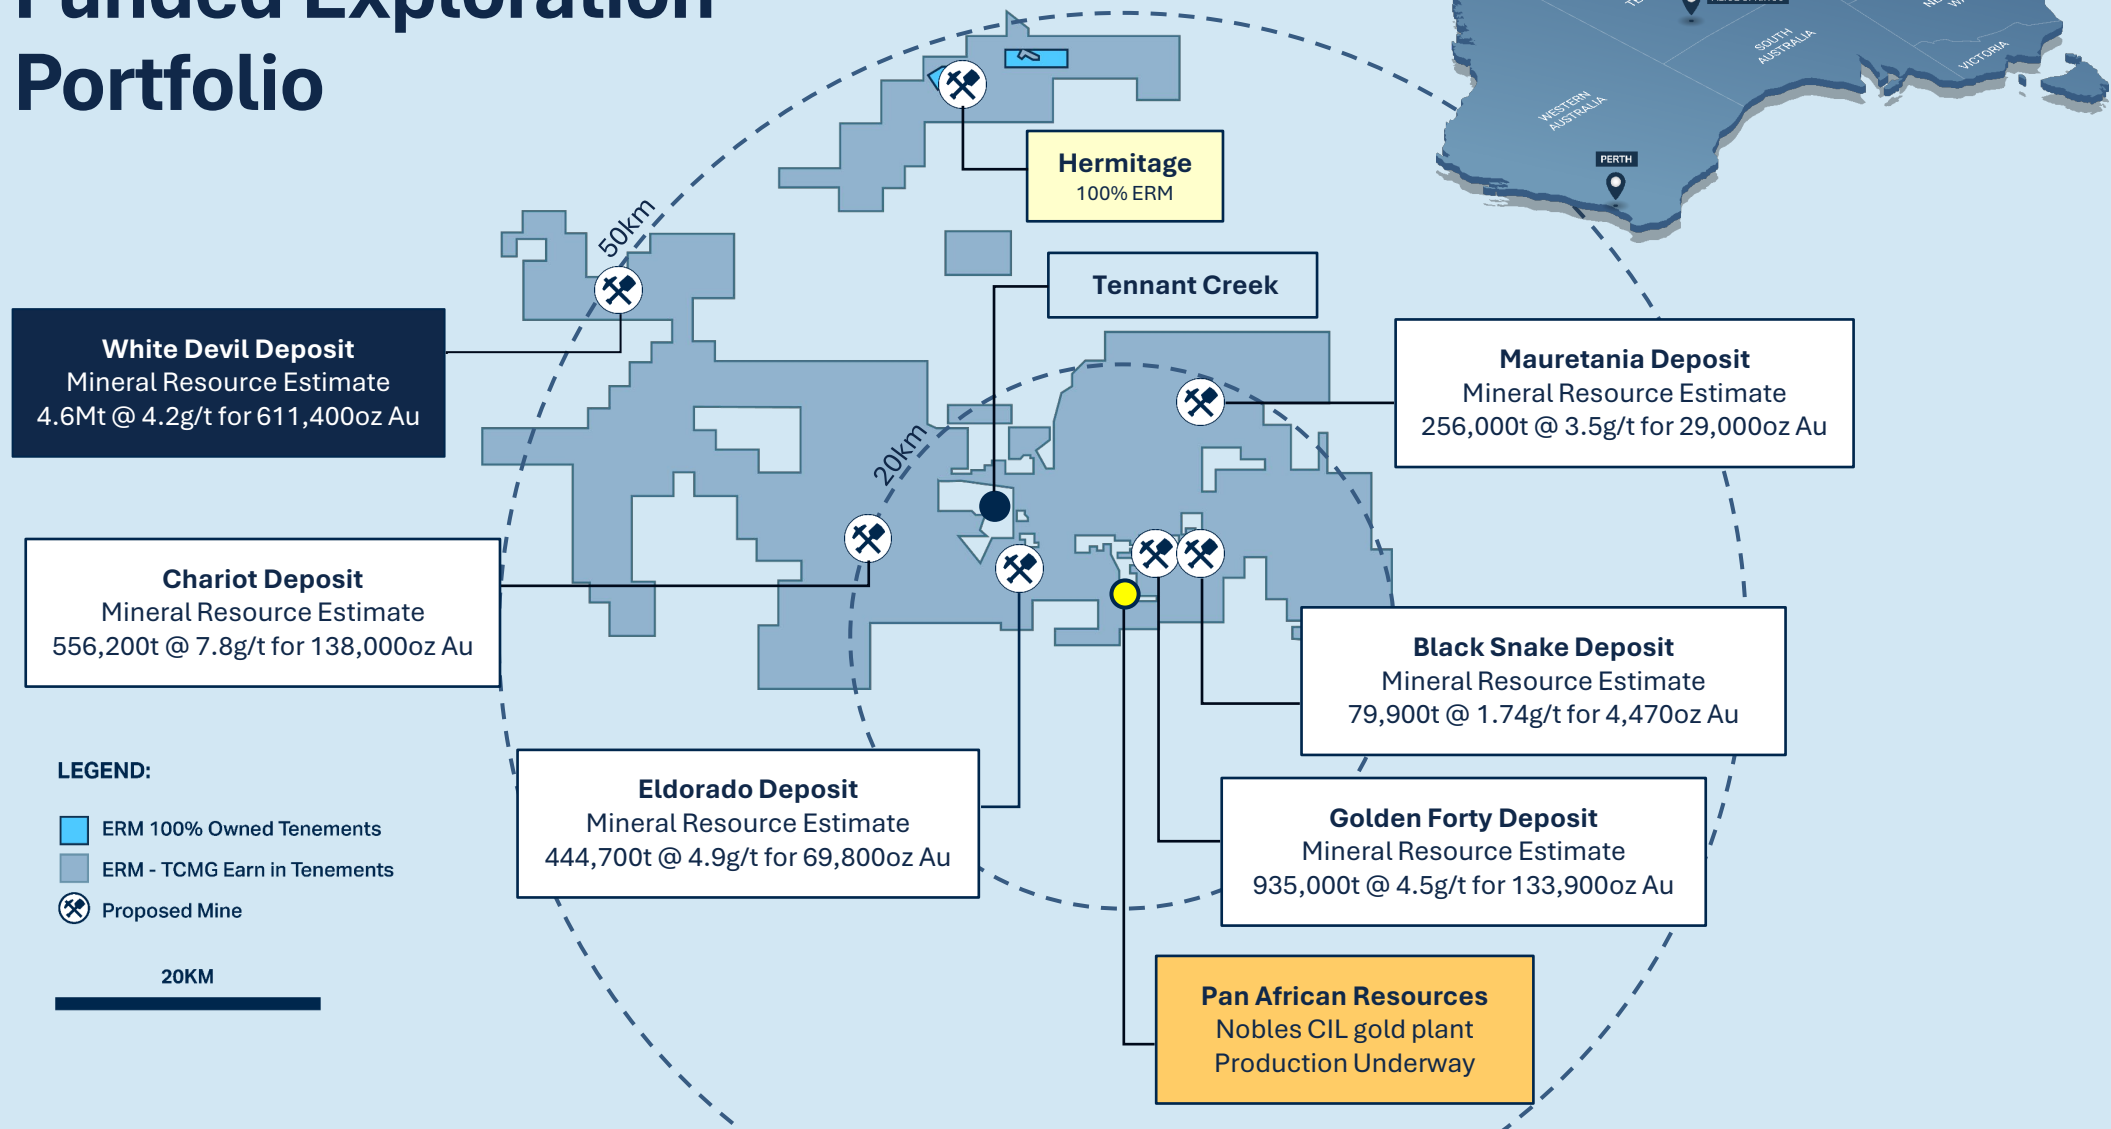 Funded Exploration
Portfolio
SOUTH
AUSTRALIA
VICTORIA
WESTERN
AUSTRALIA
PERTH
Hermitage
100% ERM
50km
Tennant Creek
White Devil Deposit
Mineral Resource Estimate
4.6Mt @ 4.2g/t for 611,400oz Au
Mauretania Deposit
Mineral Resource Estimate
256,000t @ 3.5g/t for 29,000oz Au
20km
Chariot Deposit
Mineral Resource Estimate
556,200t @ 7.8g/t for 138,000oz Au
Black Snake Deposit
Mineral Resource Estimate
79,900t @ 1.74g/t for 4,470oz Au
Eldorado Deposit
Mineral Resource Estimate
444,700t @ 4.9g/t for 69,800oz Au
Golden Forty Deposit
Mineral Resource Estimate
935,000t @ 4.5g/t for 133,900oz Au
LEGEND:
ERM 100% Owned Tenements
ERM - TCMG Earn in Tenements
Proposed Mine
20KM
Pan African Resources
Nobles CIL gold plant
Production Underway